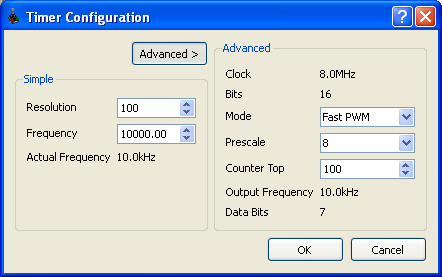 Timer Configuration
Advanced >
Simple
Resolution 100
Frequency 10000.00
Actual Frequency 10.0kHz
Advanced
Clock 8.0MHz
Bits 16
Mode Fast PWM
Prescale 8
Counter Top 100
Output Frequency 10.0kHz
Data Bits 7
OK Cancel